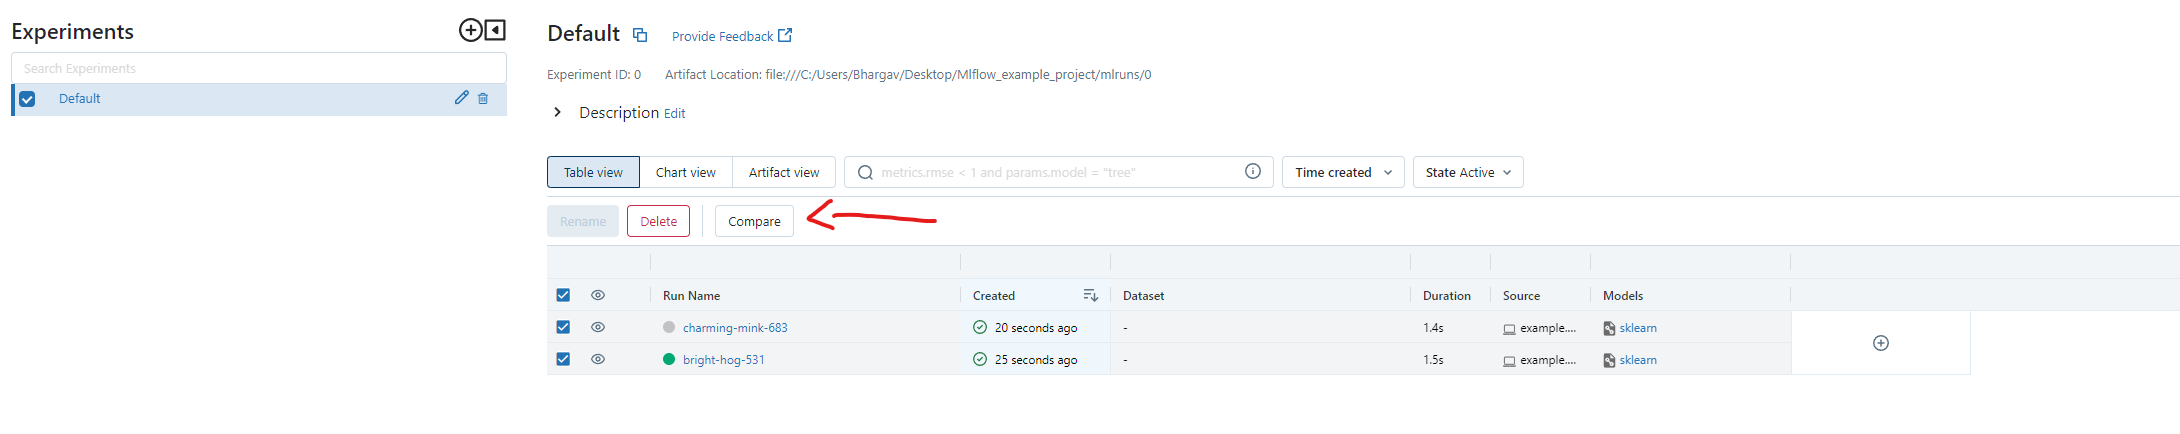 Experiments
Search Experiments
Default
Default Provide Feedback
Experiment ID: 0 Artifact Location: file:///C:/Users/Bhargav/Desktop/Mlflow_example_project/mlruns/0
Description Edit
Table view Chart view Artifact view metrics.rmse < 1 and params.model = "tree" Time created State Active
Rename Delete Compare
Run Name Created Dataset Duration Source Models
charming-mink-683 20 seconds ago - 1.4s example.... sklearn
bright-hog-531 25 seconds ago - 1.5s example.... sklearn